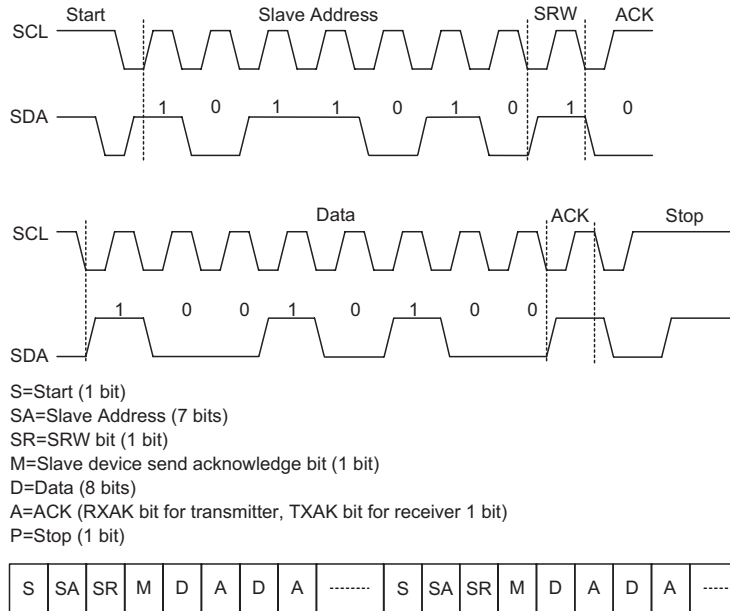 Start Slave Address SRW ACK
SCL
1 0 1 1 0 1 0 1 0
SDA
Data ACK Stop
SCL
1 0 0 1 0 1 0 0
SDA
S=Start (1 bit)
SA=Slave Address (7 bits)
SR=SRW bit (1 bit)
M=Slave device send acknowledge bit (1 bit)
D=Data (8 bits)
A=ACK (RXAK bit for transmitter, TXAK bit for receiver 1 bit)
P=Stop (1 bit)
S SA SR M D A D A ........ S SA SR M D A D A .....